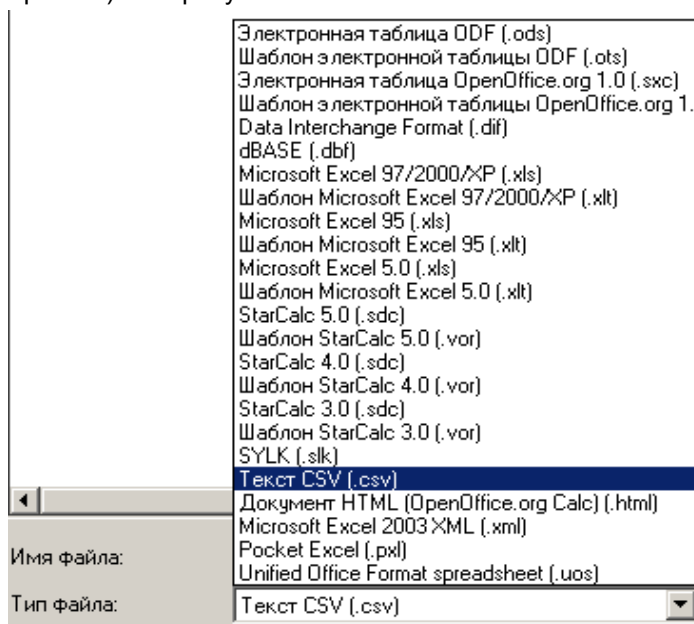 Электронная таблица ODF (.ods)
Шаблон электронной таблицы ODF (.ots)
Электронная таблица OpenOffice.org 1.0 (.sxc)
Шаблон электронной таблицы OpenOffice.org 1.
Data Interchange Format (.dif)
dBASE (.dbf)
Microsoft Excel 97/2000/XP (.xls)
Шаблон Microsoft Excel 97/2000/XP (.xlt)
Microsoft Excel 95 (.xls)
Шаблон Microsoft Excel 95 (.xlt)
Microsoft Excel 5.0 (.xls)
Шаблон Microsoft Excel 5.0 (.xlt)
StarCalc 5.0 (.sdc)
Шаблон StarCalc 5.0 (.vor)
StarCalc 4.0 (.sdc)
Шаблон StarCalc 4.0 (.vor)
StarCalc 3.0 (.sdc)
Шаблон StarCalc 3.0 (.vor)
SYLK (.slk)
Текст CSV (.csv)
Документ HTML (OpenOffice.org Calc) (.html)
Microsoft Excel 2003 XML (.xml)
Pocket Excel (.pxl)
Unified Office Format spreadsheet (.uos)
Имя файла:
Тип файла:
Текст CSV (.csv)